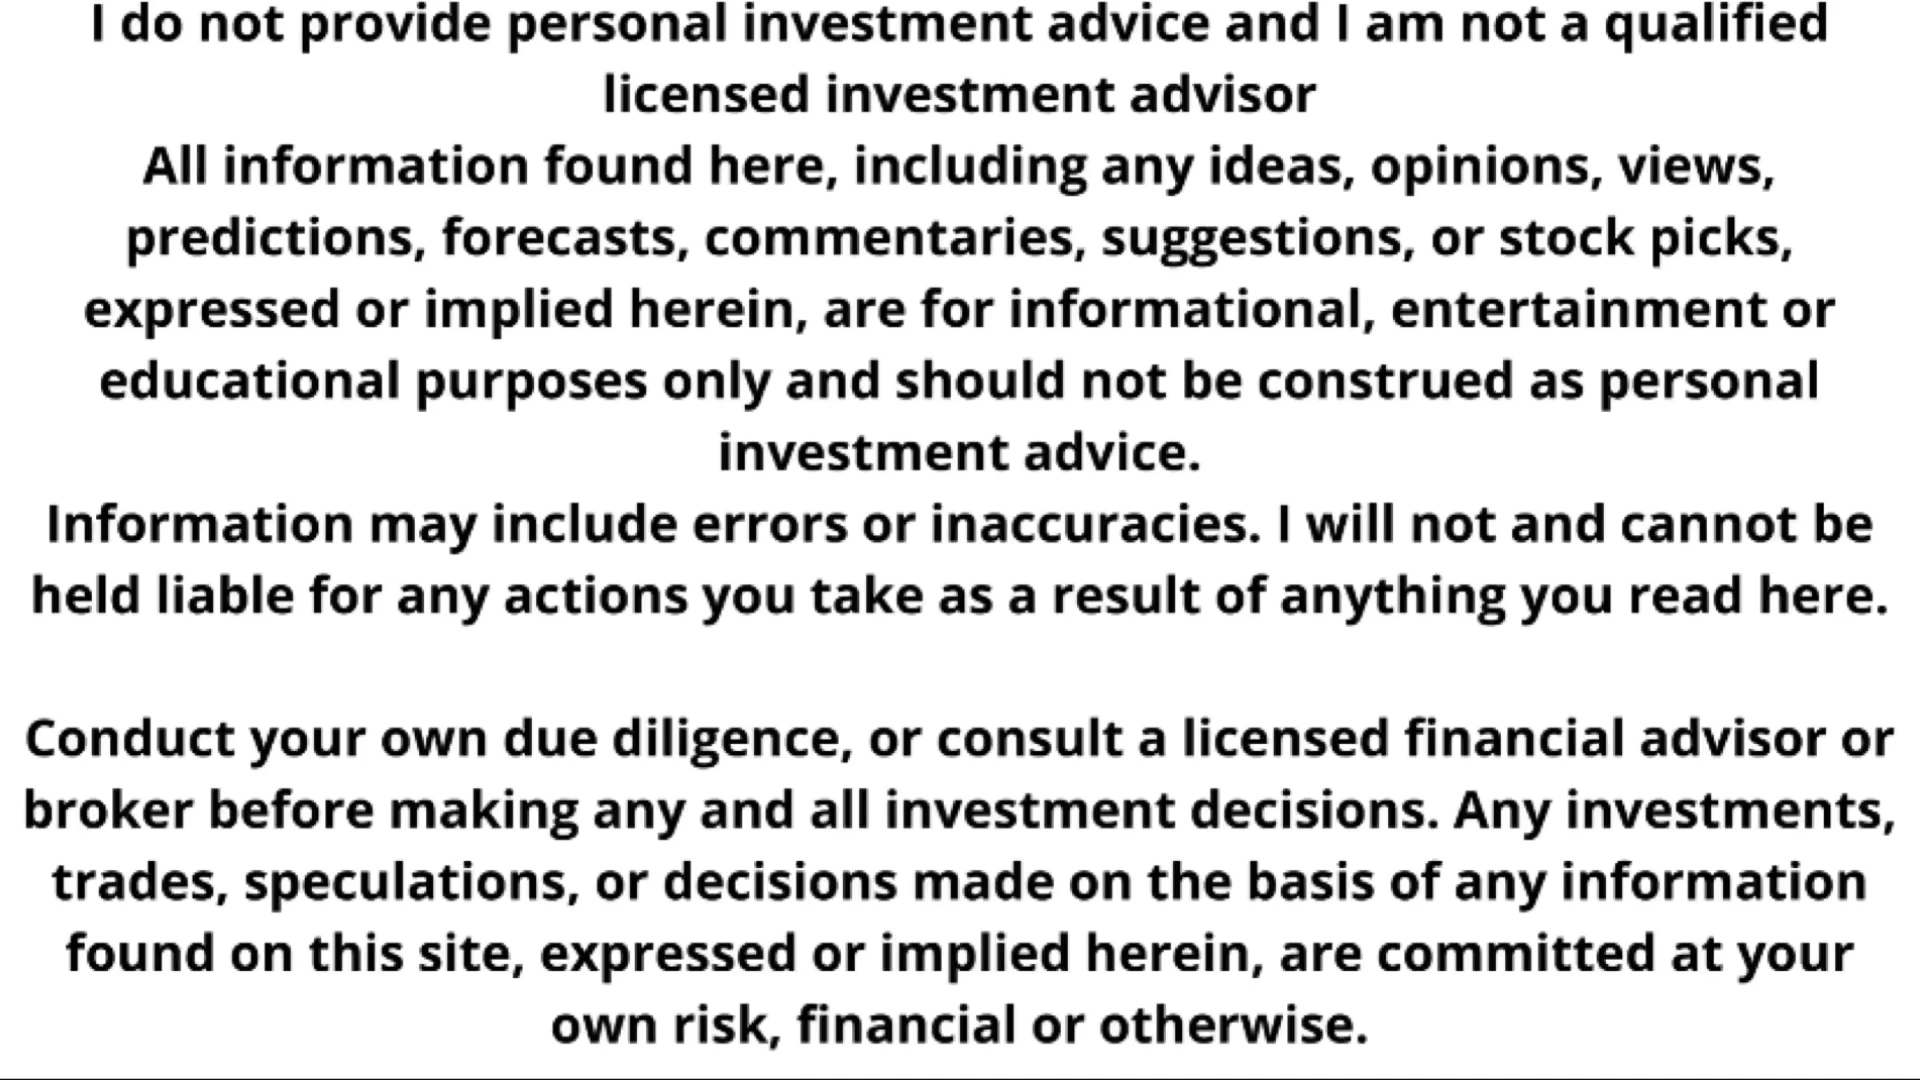 I do not provide personal investment advice and I am not a qualified
licensed investment advisor
All information found here, including any ideas, opinions, views,
predictions, forecasts, commentaries, suggestions, or stock picks,
expressed or implied herein, are for informational, entertainment or
educational purposes only and should not be construed as personal
investment advice.
Information may include errors or inaccuracies. I will not and cannot be
held liable for any actions you take as a result of anything you read here.
Conduct your own due diligence, or consult a licensed financial advisor or
broker before making any and all investment decisions. Any investments,
trades, speculations, or decisions made on the basis of any information
found on this site, expressed or implied herein, are committed at your
own risk, financial or otherwise.